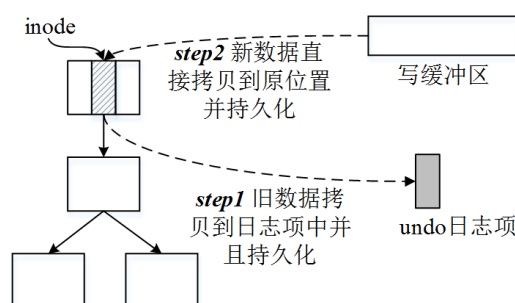 inode
step2 新数据直
接拷贝到原位置
并持久化
写缓冲区
step1 旧数据拷
贝到日志项中并
且持久化
undo日志项